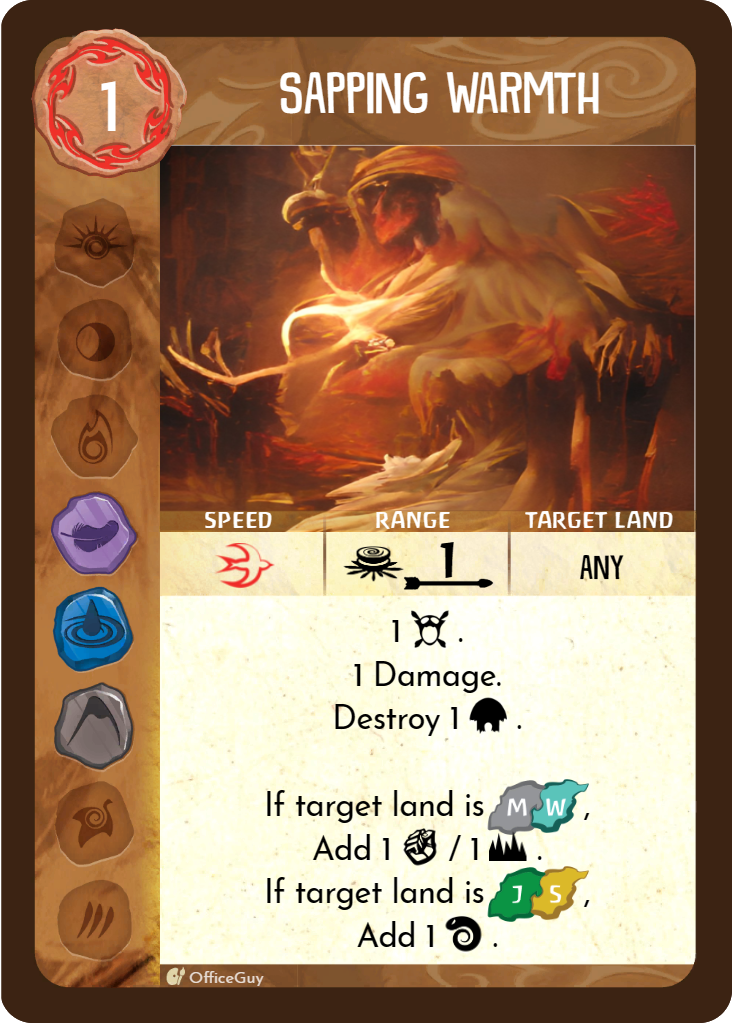 1
SAPPING WARMTH
SPEED RANGE TARGET LAND
1 ANY
1 .
1 Damage.
Destroy 1 .
If target land is M W ,
Add 1 / 1 .
If target land is J S ,
Add 1 .
OfficeGuy